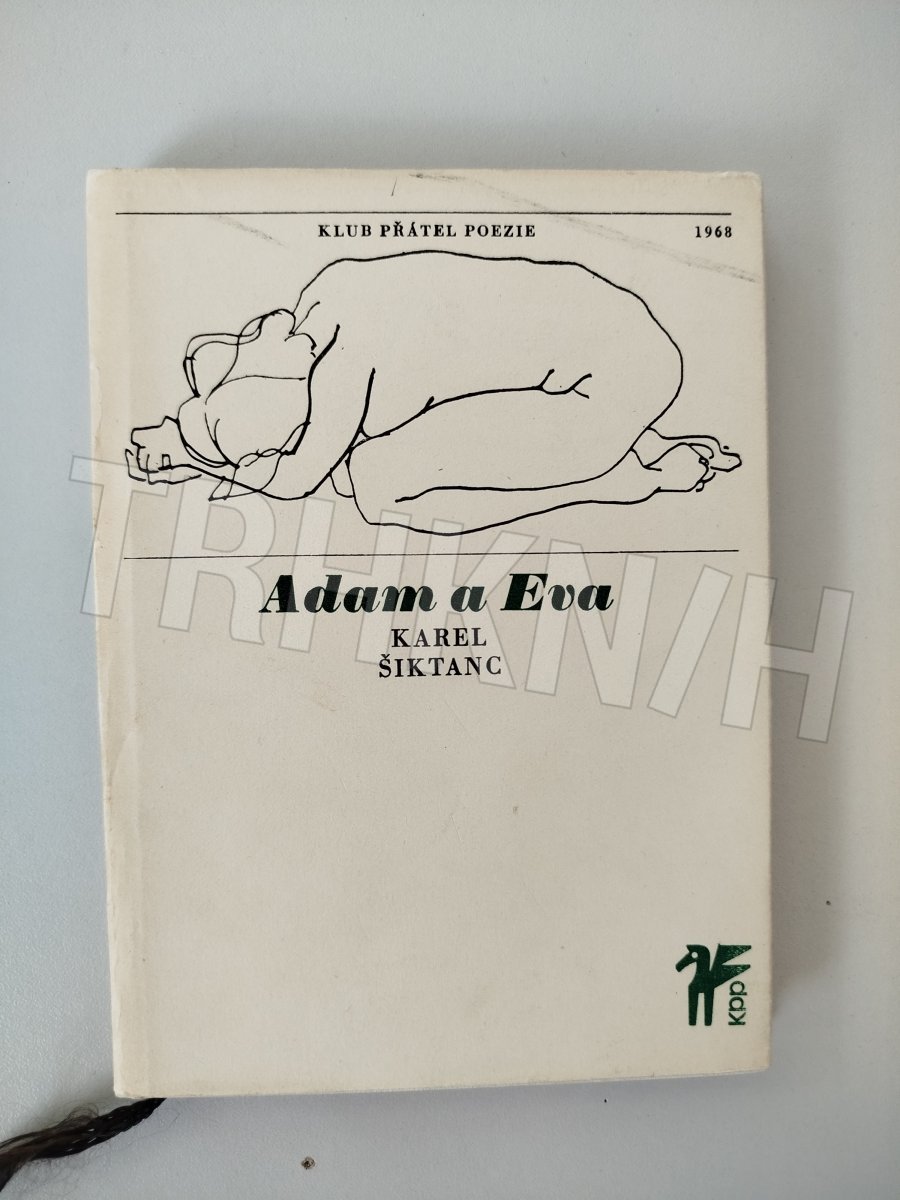 KLUB PŘÁTEL POEZIE 1968
Adam a Eva
KAREL
ŠIKTANC
kpp
TRHKNIH